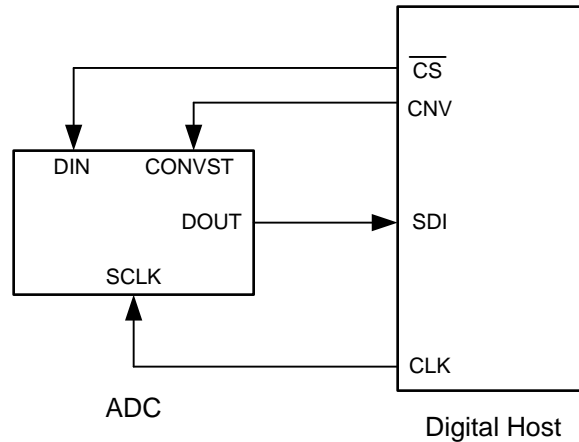 CS
CNV
DIN
CONVST
DOUT
SDI
SCLK
CLK
ADC
Digital Host